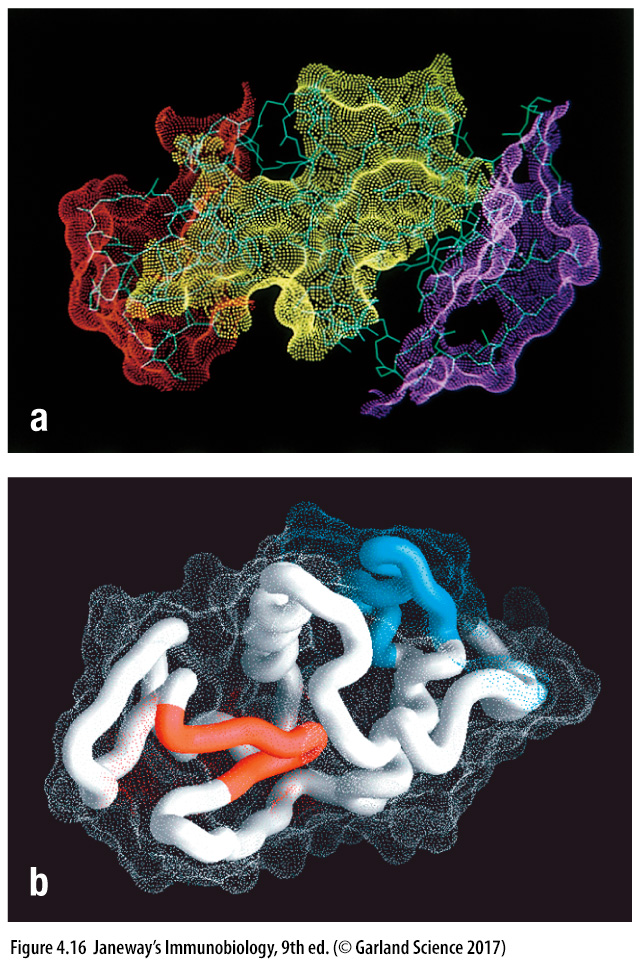 a
b
Figure 4.16 Janeway’s Immunobiology, 9th ed. (© Garland Science 2017)